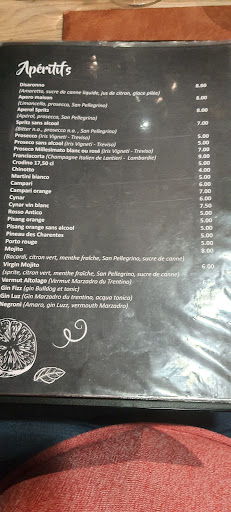 Apéritifs
Disaronno 8.00
(Amaretto, sucre de canne liquide, jus de citron, glace pilée)
Apero maison 8.00
(Limoncello, prosecco, San Pellegrino)
Aperol Spritz 8.00
(Apérol, prosecco, San Pellegrino)
Spritz sans alcool 7.00
(Bitter n.a., prosecco n.a., San Pellegrino)
Prosecco (Iris Vigneti - Treviso) 5.00
Prosecco sans alcool (Iris Vigneti - Treviso) 5.00
Prosecco Millesimato blanc ou rosé (Iris Vigneti - Treviso) 7.00
Franciacorta (Champagne Italien de Lantieri - Lombardie) 9.00
Crodino 17,50 cl 6.00
Chinotto 4.00
Martini blanc 5.00
Campari 6.00
Campari orange 7.00
Cynar 6.00
Cynar vin blanc 7.50
Rosso Antico 5.00
Pisang orange 5.00
Pisang orange sans alcool 5.00
Pineau des Charentes 5.00
Porto rouge 5.00
Mojito 8.00
(Bacardi, citron vert, menthe fraîche, San Pellegrino, sucre de canne)
Virgin Mojito 6.00
(sprite, citron vert, menthe fraîche, San Pellegrino, sucre de canne)
Vermut Altolago (Vermut Marzadro du Trentino)
Gin Fizz (gin Bulldog et tonic)
Gin Luz (Gin Marzadro du trentino, acqua tonica)
Negroni (Amara, gin Luzz, vermouth Marzadro)